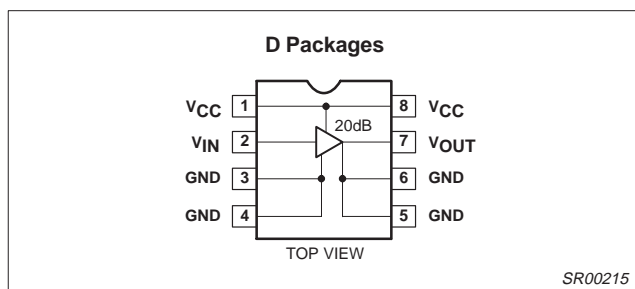 D Packages
VCC 1 8 VCC
20dB
VIN 2 7 VOUT
GND 3 6 GND
GND 4 5 GND
TOP VIEW
SR00215